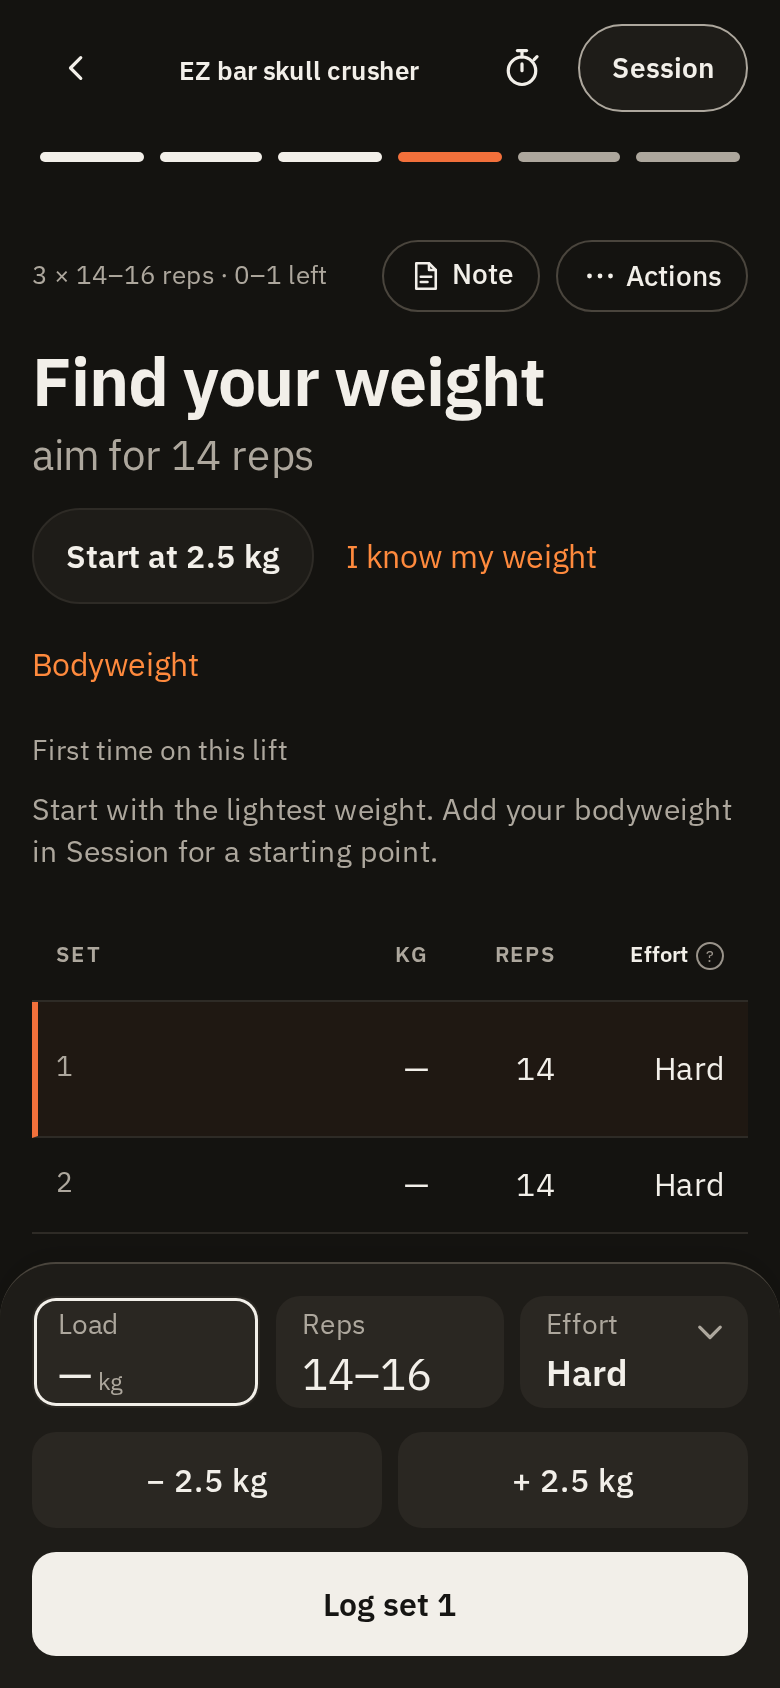 EZ bar skull crusher
Session
3 × 14–16 reps · 0–1 left
Note
··· Actions
Find your weight
aim for 14 reps
Start at 2.5 kg
I know my weight
Bodyweight
First time on this lift
Start with the lightest weight. Add your bodyweight
in Session for a starting point.
SET KG REPS Effort ?
1 — 14 Hard
2 — 14 Hard
Load Reps Effort
— kg 14–16 Hard
− 2.5 kg + 2.5 kg
Log set 1